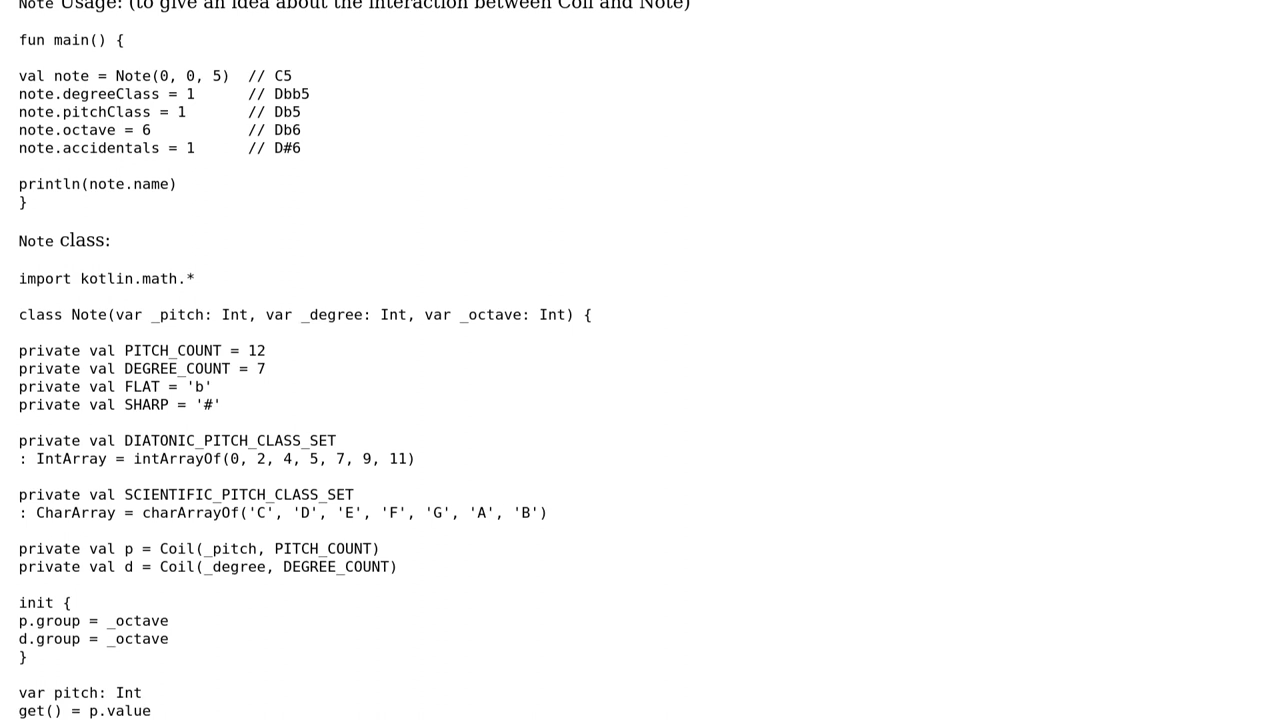 Note Usage: (to give an idea about the interaction between Coil and Note)
fun main() {
val note = Note(0, 0, 5)  // C5
note.degreeClass = 1      // Dbb5
note.pitchClass = 1       // Db5
note.octave = 6           // Db6
note.accidentals = 1      // D#6
println(note.name)
}
Note class:
import kotlin.math.*
class Note(var _pitch: Int, var _degree: Int, var _octave: Int) {
private val PITCH_COUNT = 12
private val DEGREE_COUNT = 7
private val FLAT = 'b'
private val SHARP = '#'
private val DIATONIC_PITCH_CLASS_SET
: IntArray = intArrayOf(0, 2, 4, 5, 7, 9, 11)
private val SCIENTIFIC_PITCH_CLASS_SET
: CharArray = charArrayOf('C', 'D', 'E', 'F', 'G', 'A', 'B')
private val p = Coil(_pitch, PITCH_COUNT)
private val d = Coil(_degree, DEGREE_COUNT)
init {
p.group = _octave
d.group = _octave
}
var pitch: Int
get() = p.value